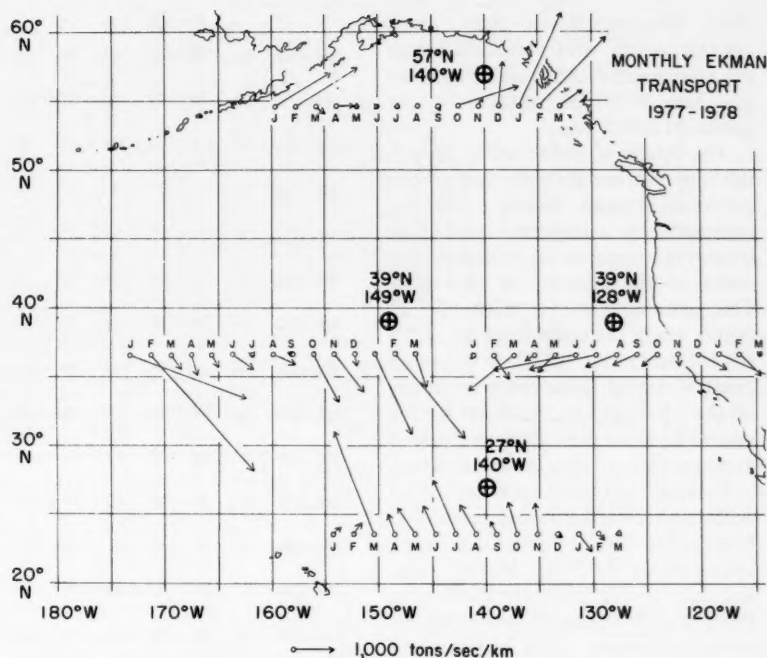 60°
N
57°N
140°W
MONTHLY EKMAN
TRANSPORT
1977-1978
J F M A M J J A S O N D J F M
50°
N
40°
N
39°N
149°W
39°N
128°W
J F M A M J J A S O N D F M
J F M A M J J A S O N D J F M
30°
N
27°N
140°W
J F M A M J J A S O N D J F M
20°
N
180°W 170°W 160°W 150°W 140°W 130°W 120°W
1,000 tons/sec/km